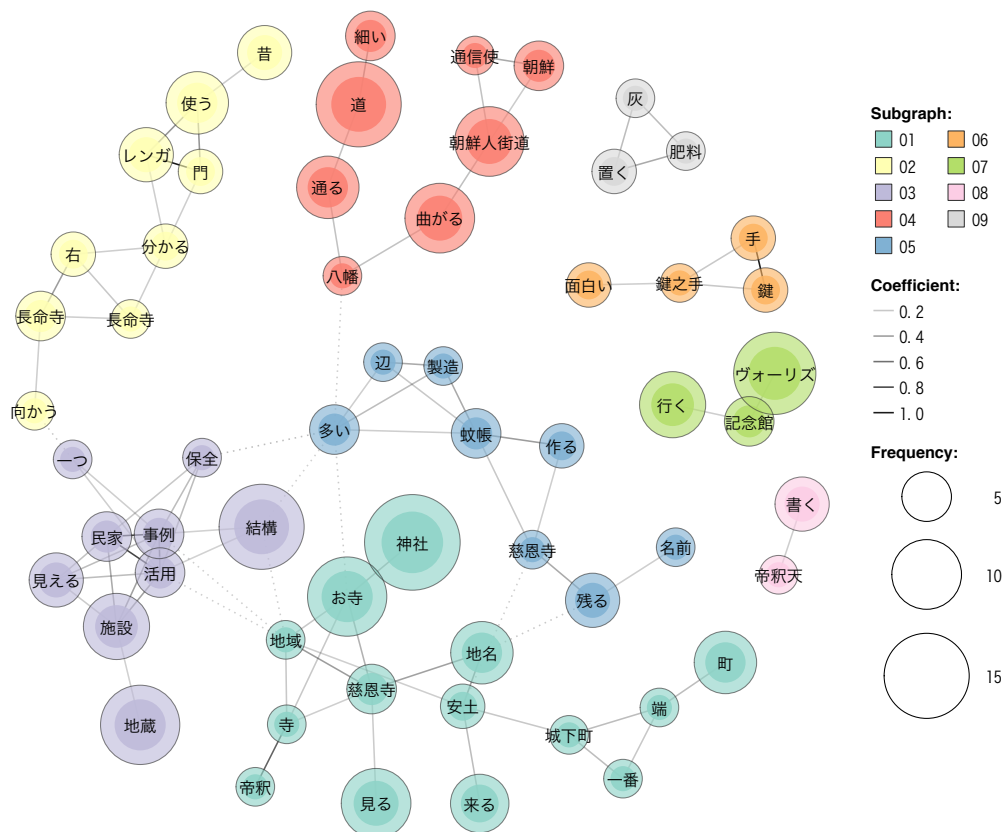 昔
使う
レンガ
門
分かる
右
長命寺
長命寺
向かう
細い
道
通る
八幡
通信使
朝鮮
朝鮮人街道
曲がる
灰
置く
肥料
手
面白い
鍵之手
鍵
ヴォーリズ
行く
記念館
辺
製造
多い
蚊帳
作る
慈恩寺
名前
残る
書く
帝釈天
一つ
保全
民家
事例
結構
見える
活用
施設
地蔵
神社
お寺
地域
慈恩寺
地名
安土
寺
帝釈
見る
来る
城下町
端
町
一番
Subgraph:
01 06
02 07
03 08
04 09
05
Coefficient:
0.2
0.4
0.6
0.8
1.0
Frequency:
5
10
15